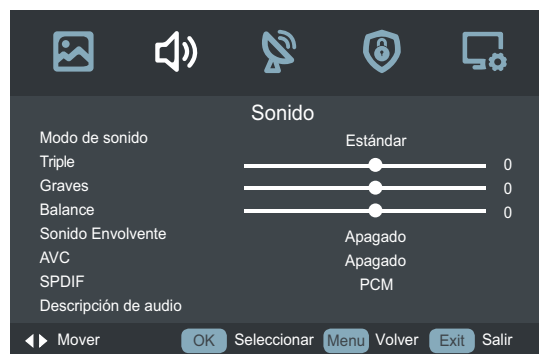 Sonido
Modo de sonido Estándar
Triple 0
Graves 0
Balance 0
Sonido Envolvente Apagado
AVC Apagado
SPDIF PCM
Descripción de audio
Mover OK Seleccionar Menu Volver Exit Salir